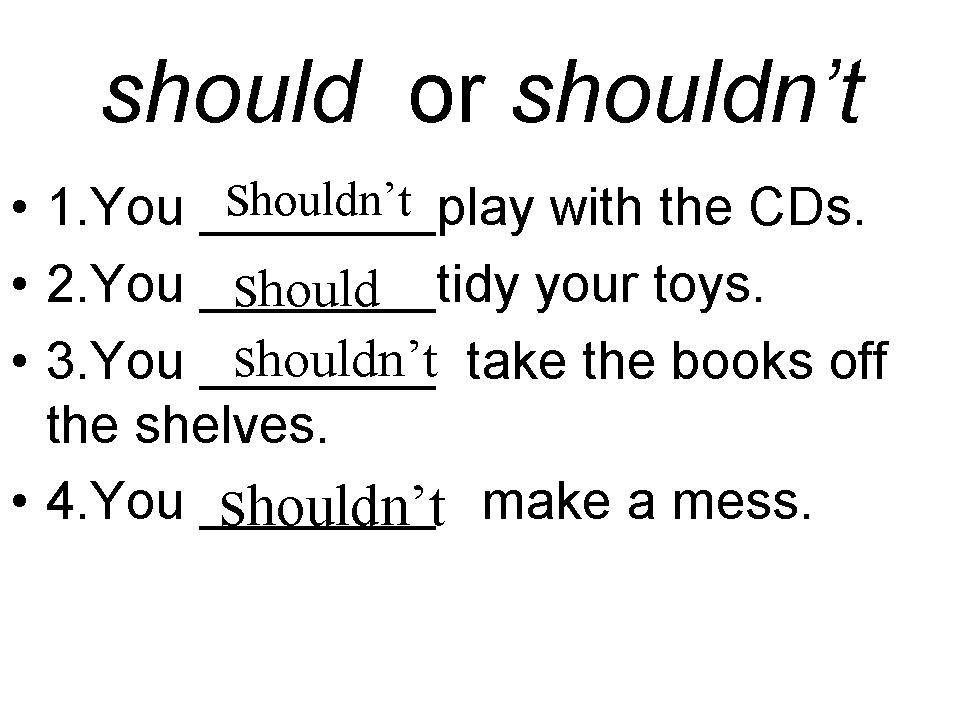 should or shouldn’t
• 1.You Shouldn’t play with the CDs.
• 2.You Should tidy your toys.
• 3.You Shouldn’t take the books off
the shelves.
• 4.You Shouldn’t make a mess.